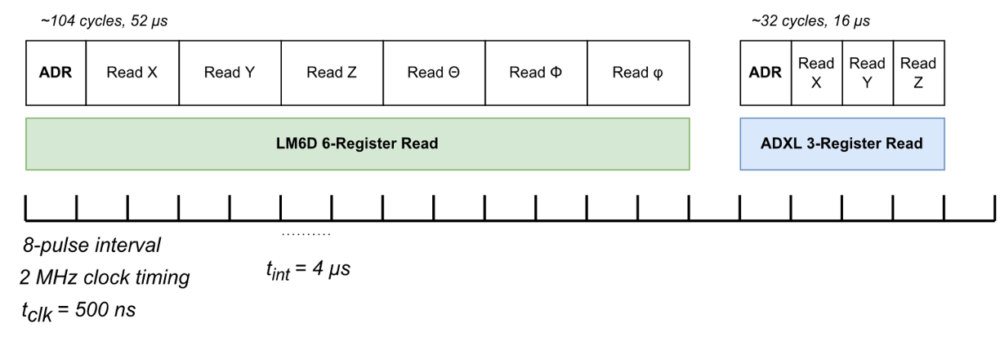 ~104 cycles, 52 μs
~32 cycles, 16 μs
ADR
Read X
Read Y
Read Z
Read Θ
Read Φ
Read φ
ADR
Read
X
Read
Y
Read
Z
LM6D 6-Register Read
ADXL 3-Register Read
8-pulse interval
2 MHz clock timing
tclk = 500 ns
tint = 4 μs